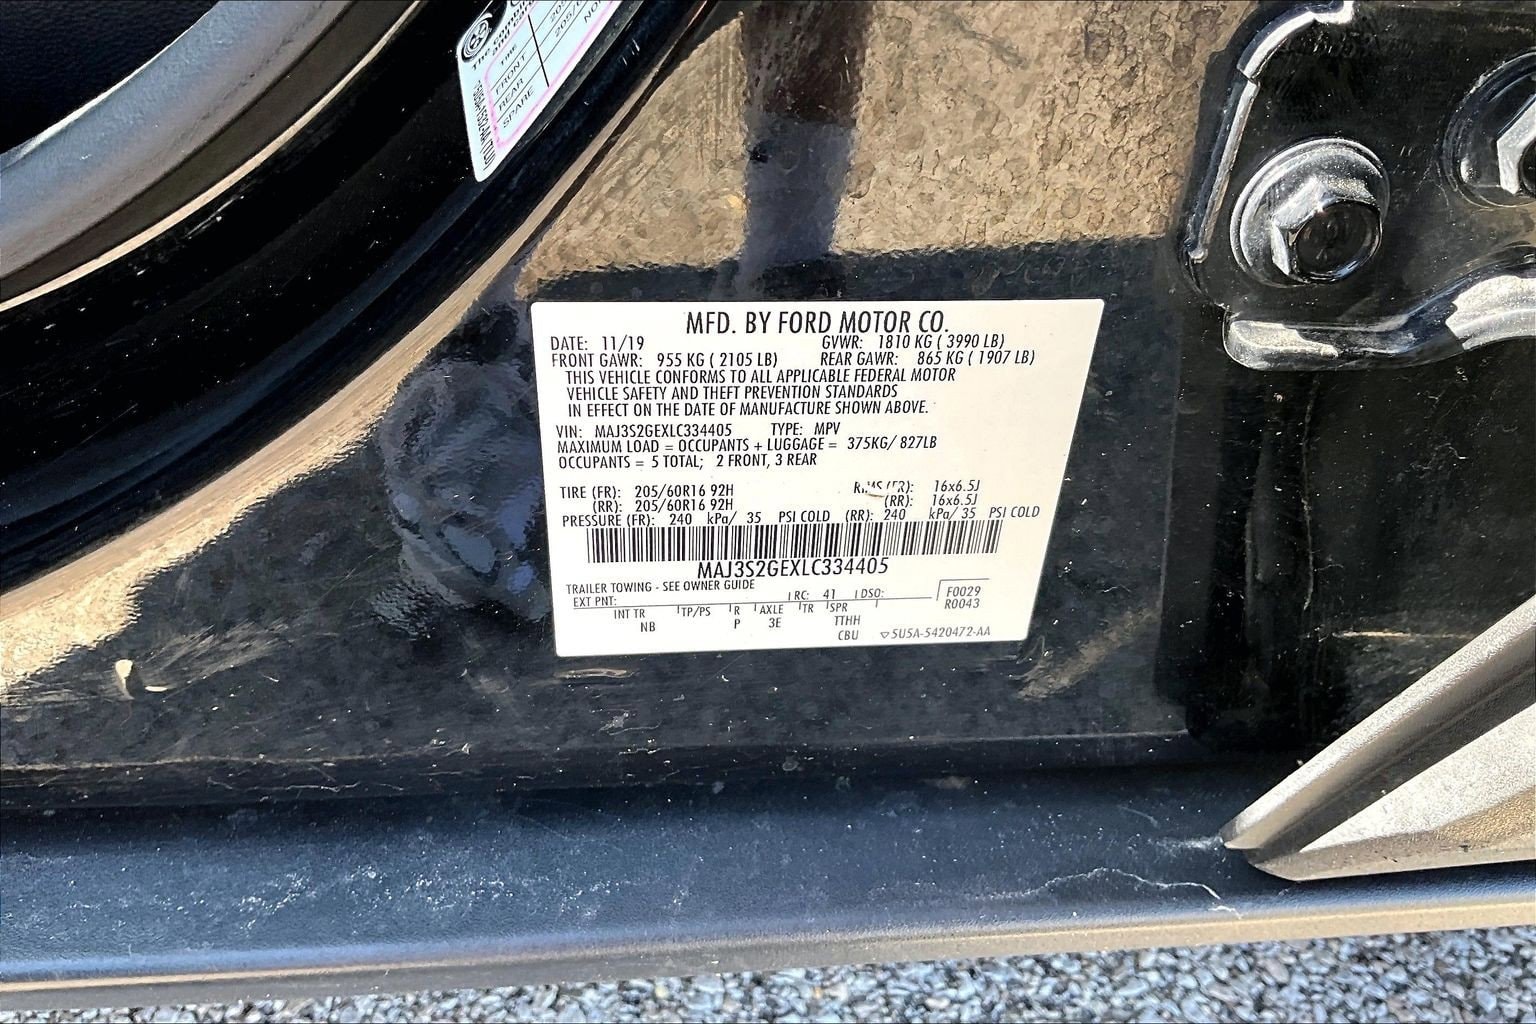 TIRE
FRONT
REAR
SPARE
MFD. BY FORD MOTOR CO.
DATE: 11/19 GVWR: 1810 KG ( 3990 LB)
FRONT GAWR: 955 KG ( 2105 LB) REAR GAWR: 865 KG ( 1907 LB)
THIS VEHICLE CONFORMS TO ALL APPLICABLE FEDERAL MOTOR
VEHICLE SAFETY AND THEFT PREVENTION STANDARDS
IN EFFECT ON THE DATE OF MANUFACTURE SHOWN ABOVE.
VIN: MAJ3S2GEXLC334405 TYPE: MPV
MAXIMUM LOAD = OCCUPANTS + LUGGAGE = 375KG/ 827LB
OCCUPANTS = 5 TOTAL; 2 FRONT, 3 REAR
TIRE (FR): 205/60R16 92H RIMS (FR): 16x6.5J
(RR): 205/60R16 92H (RR): 16x6.5J
PRESSURE (FR): 240 kPa/ 35 PSI COLD (RR): 240 kPa/ 35 PSI COLD
MAJ3S2GEXLC334405
TRAILER TOWING - SEE OWNER GUIDE
EXT PNT: RC: 41 DSO: F0029
R0043
INT TR TP/PS R AXLE TR SPR
NB P 3E TTHH
CBU 5U5A-5420472-AA